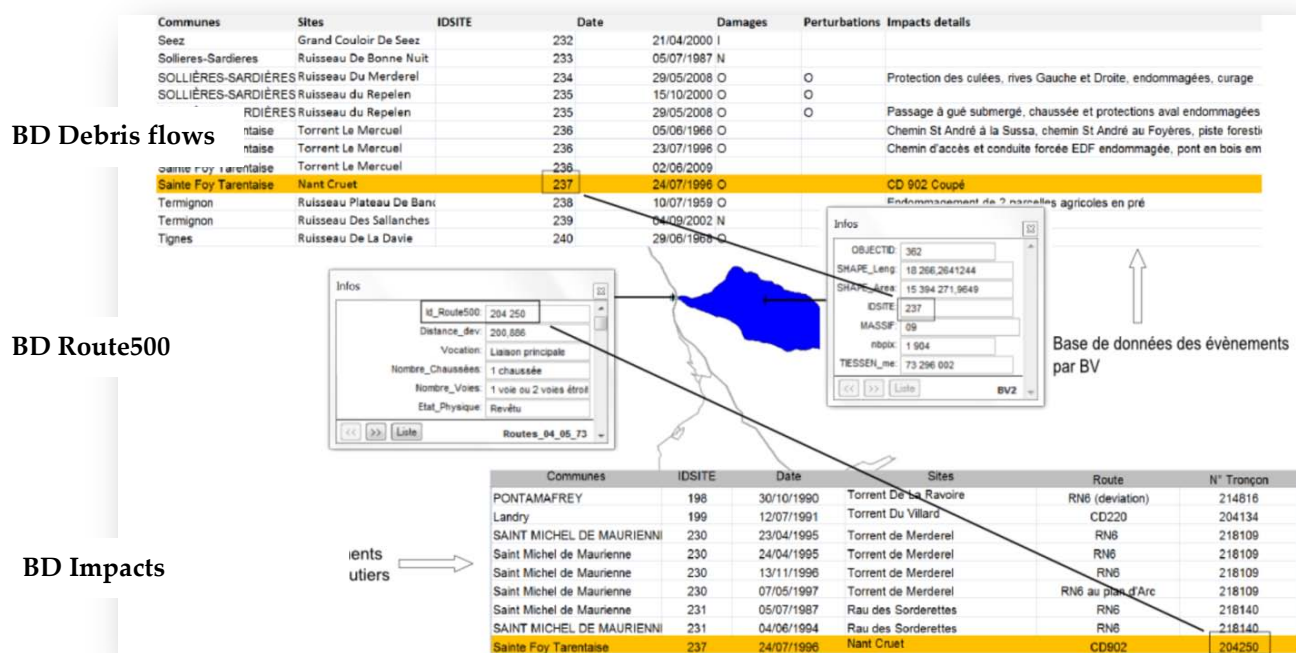 Communes Sites IDSITE Date Damages Perturbations Impacts details
Seez Grand Couloir De Seez 232 21/04/2000 I
Sollieres-Sardieres Ruisseau De Bonne Nuit 233 05/07/1987 N
SOLLIÈRES-SARDIÈRES Ruisseau Du Merderel 234 29/05/2008 O O Protection des culées, rives Gauche et Droite, endommagées, curage
SOLLIÈRES-SARDIÈRES Ruisseau du Repelen 235 15/10/2000 O O
RDIÈRES Ruisseau du Repelen 235 29/05/2008 O O Passage à gué submergé, chaussée et protections aval endommagées
BD Debris flows
ntaise Torrent Le Mercuel 236 05/06/1966 O Chemin St André à la Sussa, chemin St André au Foyères, piste foresti
ntaise Torrent Le Mercuel 236 23/07/1996 O Chemin d'accès et conduite forcée EDF endommagée, pont en bois em
Sainte Foy Tarentaise Torrent Le Mercuel 236 02/06/2009
Sainte Foy Tarentaise Nant Cruet 237 24/07/1996 O CD 902 Coupé
Termignon Ruisseau Plateau De Banc 238 10/07/1959 O Endommagement de 2 parcelles agricoles en pré
Termignon Ruisseau Des Sallanches 239 04/09/2002 N
Tignes Ruisseau De La Davie 240 29/06/1968 O
Infos
OBJECTID: 362
SHAPE_Leng: 18 266,2641244
SHAPE_Area: 15 394 271,9649
IDSITE: 237
MASSIF: 09
nbpix: 1 904
TIESSEN_me: 73 296 002
<< >> Liste BV2
Base de données des évènements
par BV
BD Route500
Infos
Id_Route500: 204 250
Distance_dev: 200,886
Vocation: Liaison principale
Nombre_Chaussées: 1 chaussée
Nombre_Voies: 1 voie ou 2 voies étroit
Etat_Physique: Revêtu
<< >> Liste Routes_04_05_73
BD Impacts
ents
utiers
Communes IDSITE Date Sites Route N° Tronçon
PONTAMAFREY 198 30/10/1990 Torrent De La Ravoire RN6 (deviation) 214816
Landry 199 12/07/1991 Torrent Du Villard CD220 204134
SAINT MICHEL DE MAURIENNI 230 23/04/1995 Torrent de Merderel RN6 218109
Saint Michel de Maurienne 230 24/04/1995 Torrent de Merderel RN6 218109
Saint Michel de Maurienne 230 13/11/1996 Torrent de Merderel RN6 218109
Saint Michel de Maurienne 230 07/05/1997 Torrent de Merderel RN6 au plan d'Arc 218109
Saint Michel de Maurienne 231 05/07/1987 Rau des Sorderettes RN6 218140
SAINT MICHEL DE MAURIENNI 231 04/06/1994 Rau des Sorderettes RN6 218140
Sainte Foy Tarentaise 237 24/07/1996 Nant Cruet CD902 204250